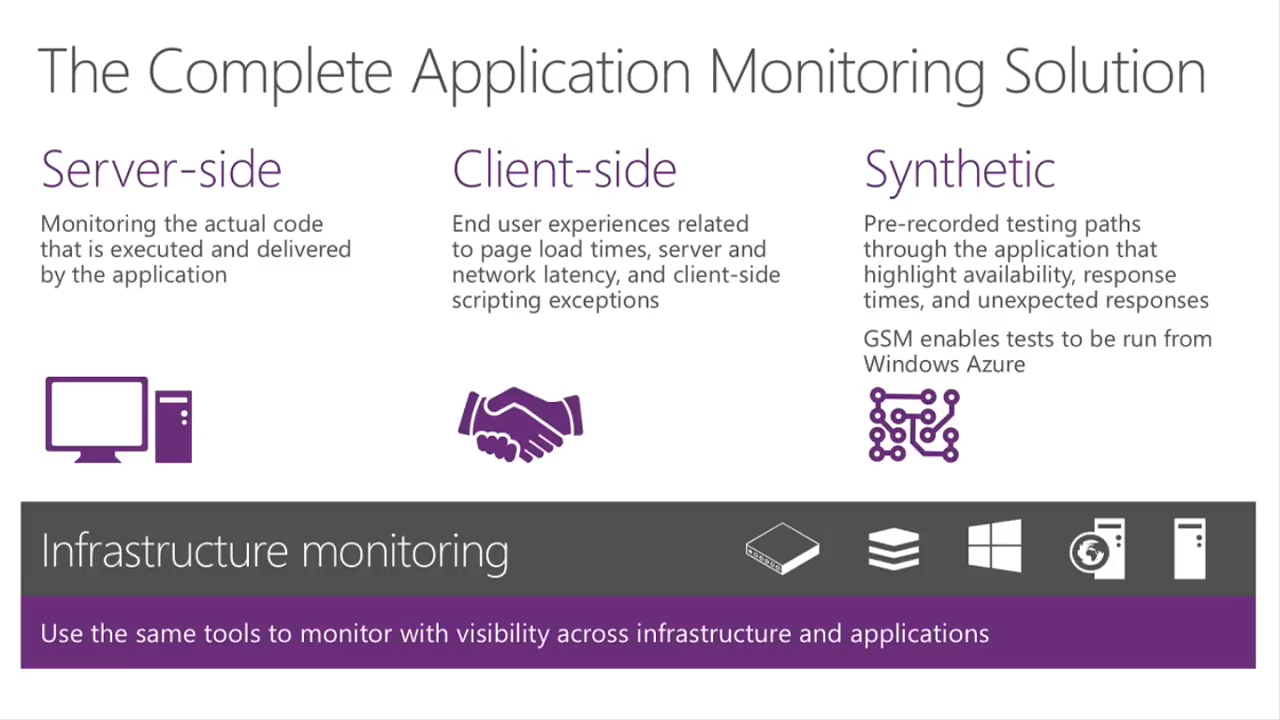 The Complete Application Monitoring Solution
Server-side
Monitoring the actual code
that is executed and delivered
by the application
Client-side
End user experiences related
to page load times, server and
network latency, and client-side
scripting exceptions
Synthetic
Pre-recorded testing paths
through the application that
highlight availability, response
times, and unexpected responses
GSM enables tests to be run from
Windows Azure
Infrastructure monitoring
Use the same tools to monitor with visibility across infrastructure and applications